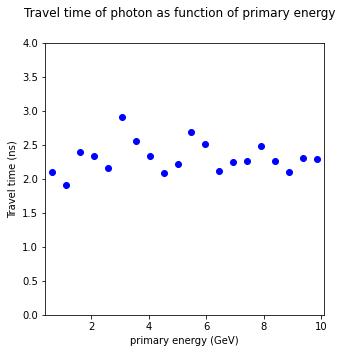 Travel time of photon as function of primary energy
4.0
3.5
3.0
2.5
2.0
1.5
1.0
0.5
0.0
Travel time (ns)
2 4 6 8 10
primary energy (GeV)